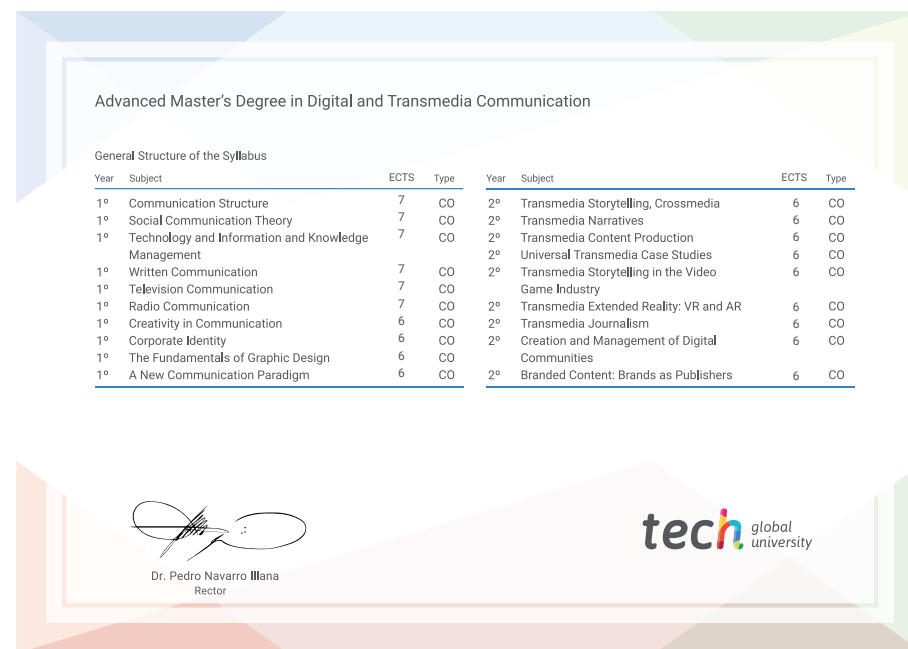 Advanced Master's Degree in Digital and Transmedia Communication
General Structure of the Syllabus
Year Subject ECTS Type
1º Communication Structure 7 CO
1º Social Communication Theory 7 CO
1º Technology and Information and Knowledge 7 CO
Management
1º Written Communication 7 CO
1º Television Communication 7 CO
1º Radio Communication 7 CO
1º Creativity in Communication 6 CO
1º Corporate Identity 6 CO
1º The Fundamentals of Graphic Design 6 CO
1º A New Communication Paradigm 6 CO
Year Subject ECTS Type
2º Transmedia Storytelling, Crossmedia 6 CO
2º Transmedia Narratives 6 CO
2º Transmedia Content Production 6 CO
2º Universal Transmedia Case Studies 6 CO
2º Transmedia Storytelling in the Video 6 CO
Game Industry
2º Transmedia Extended Reality: VR and AR 6 CO
2º Transmedia Journalism 6 CO
2º Creation and Management of Digital 6 CO
Communities
2º Branded Content: Brands as Publishers 6 CO
Dr. Pedro Navarro Illana
Rector
tech global
university